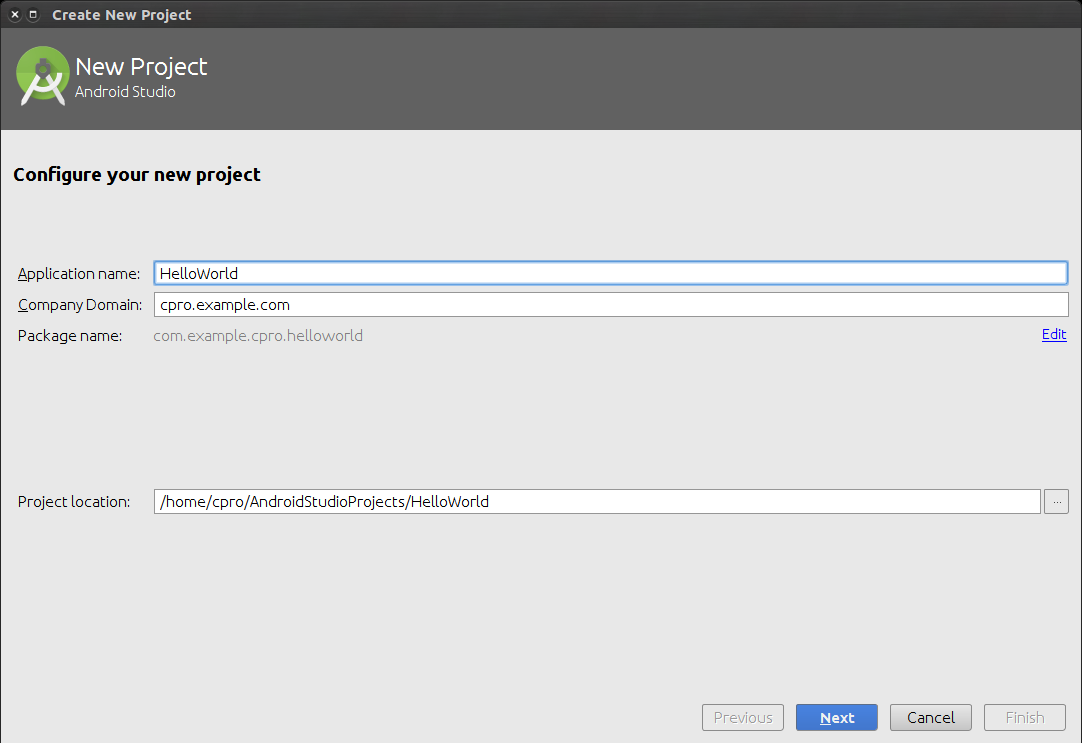 Create New Project
New Project
Android Studio
Configure your new project
Application name: HelloWorld
Company Domain: cpro.example.com
Package name: com.example.cpro.helloworld Edit
Project location: /home/cpro/AndroidStudioProjects/HelloWorld ...
Previous Next Cancel Finish